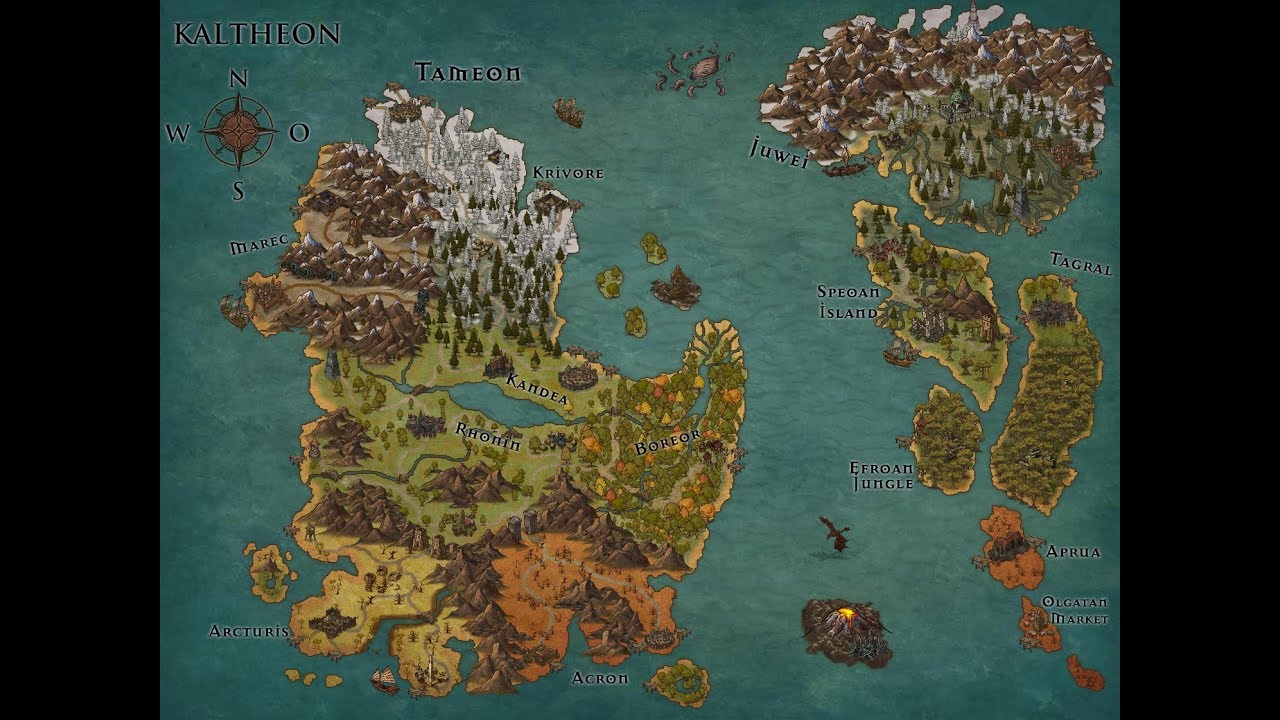 KALTHEON
N
W
O
S
Tameon
Krivore
Juwei
Marec
Tagral
Speoan
Island
Kandea
Rhonin
Boreor
Efroan
Jungle
Aprua
Olgatan
Market
Arcturis
Acron